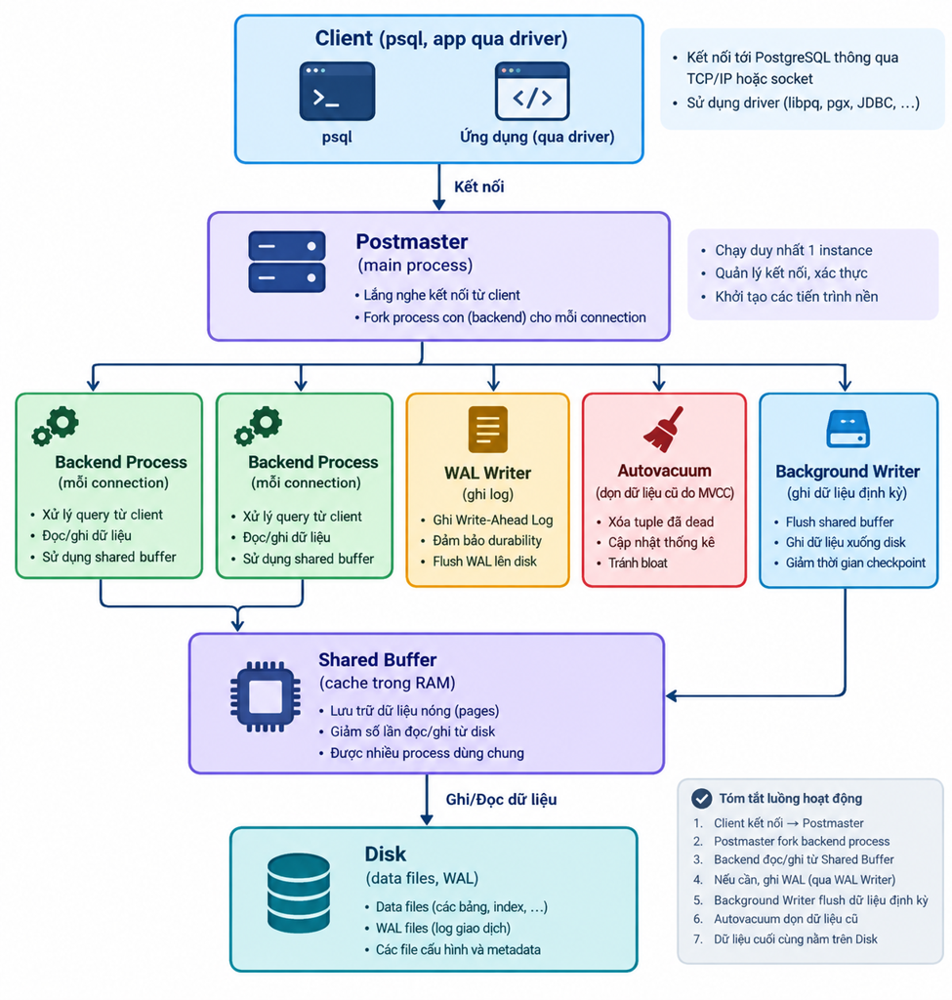 Client (psql, app qua driver)
psql
Ứng dụng (qua driver)
• Kết nối tới PostgreSQL thông qua
TCP/IP hoặc socket
• Sử dụng driver (libpq, pgx, JDBC, ...)
Kết nối
Postmaster
(main process)
• Lắng nghe kết nối từ client
• Fork process con (backend) cho mỗi connection
• Chạy duy nhất 1 instance
• Quản lý kết nối, xác thực
• Khởi tạo các tiến trình nền
Backend Process
(mỗi connection)
• Xử lý query từ client
• Đọc/ghi dữ liệu
• Sử dụng shared buffer
Backend Process
(mỗi connection)
• Xử lý query từ client
• Đọc/ghi dữ liệu
• Sử dụng shared buffer
WAL Writer
(ghi log)
• Ghi Write-Ahead Log
• Đảm bảo durability
• Flush WAL lên disk
Autovacuum
(dọn dữ liệu cũ do MVCC)
• Xóa tuple đã dead
• Cập nhật thống kê
• Tránh bloat
Background Writer
(ghi dữ liệu định kỳ)
• Flush shared buffer
• Ghi dữ liệu xuống disk
• Giảm thời gian checkpoint
Shared Buffer
(cache trong RAM)
• Lưu trữ dữ liệu nóng (pages)
• Giảm số lần đọc/ghi từ disk
• Được nhiều process dùng chung
Ghi/Đọc dữ liệu
Disk
(data files, WAL)
• Data files (các bảng, index, ...)
• WAL files (log giao dịch)
• Các file cấu hình và metadata
Tóm tắt luồng hoạt động
1. Client kết nối → Postmaster
2. Postmaster fork backend process
3. Backend đọc/ghi từ Shared Buffer
4. Nếu cần, ghi WAL (qua WAL Writer)
5. Background Writer flush dữ liệu định kỳ
6. Autovacuum dọn dữ liệu cũ
7. Dữ liệu cuối cùng nằm trên Disk